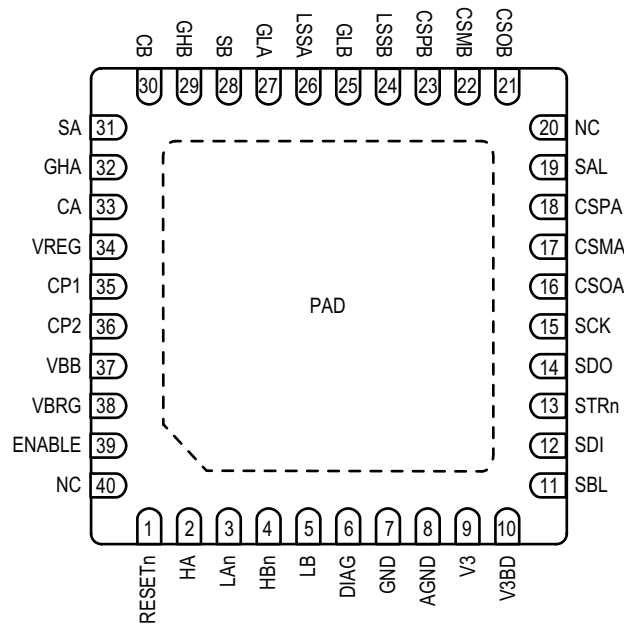 CB GHB SB GLA LSSA GLB LSSB CSPB CSMB CSOB
30 29 28 27 26 25 24 23 22 21
SA 31
GHA 32
CA 33
VREG 34
CP1 35
CP2 36
VBB 37
VBRG 38
ENABLE 39
NC 40
PAD
20 NC
19 SAL
18 CSPA
17 CSMA
16 CSOA
15 SCK
14 SDO
13 STRn
12 SDI
11 SBL
1 2 3 4 5 6 7 8 9 10
RESETn HA LAn HBn LB DIAG GND AGND V3 V3BD